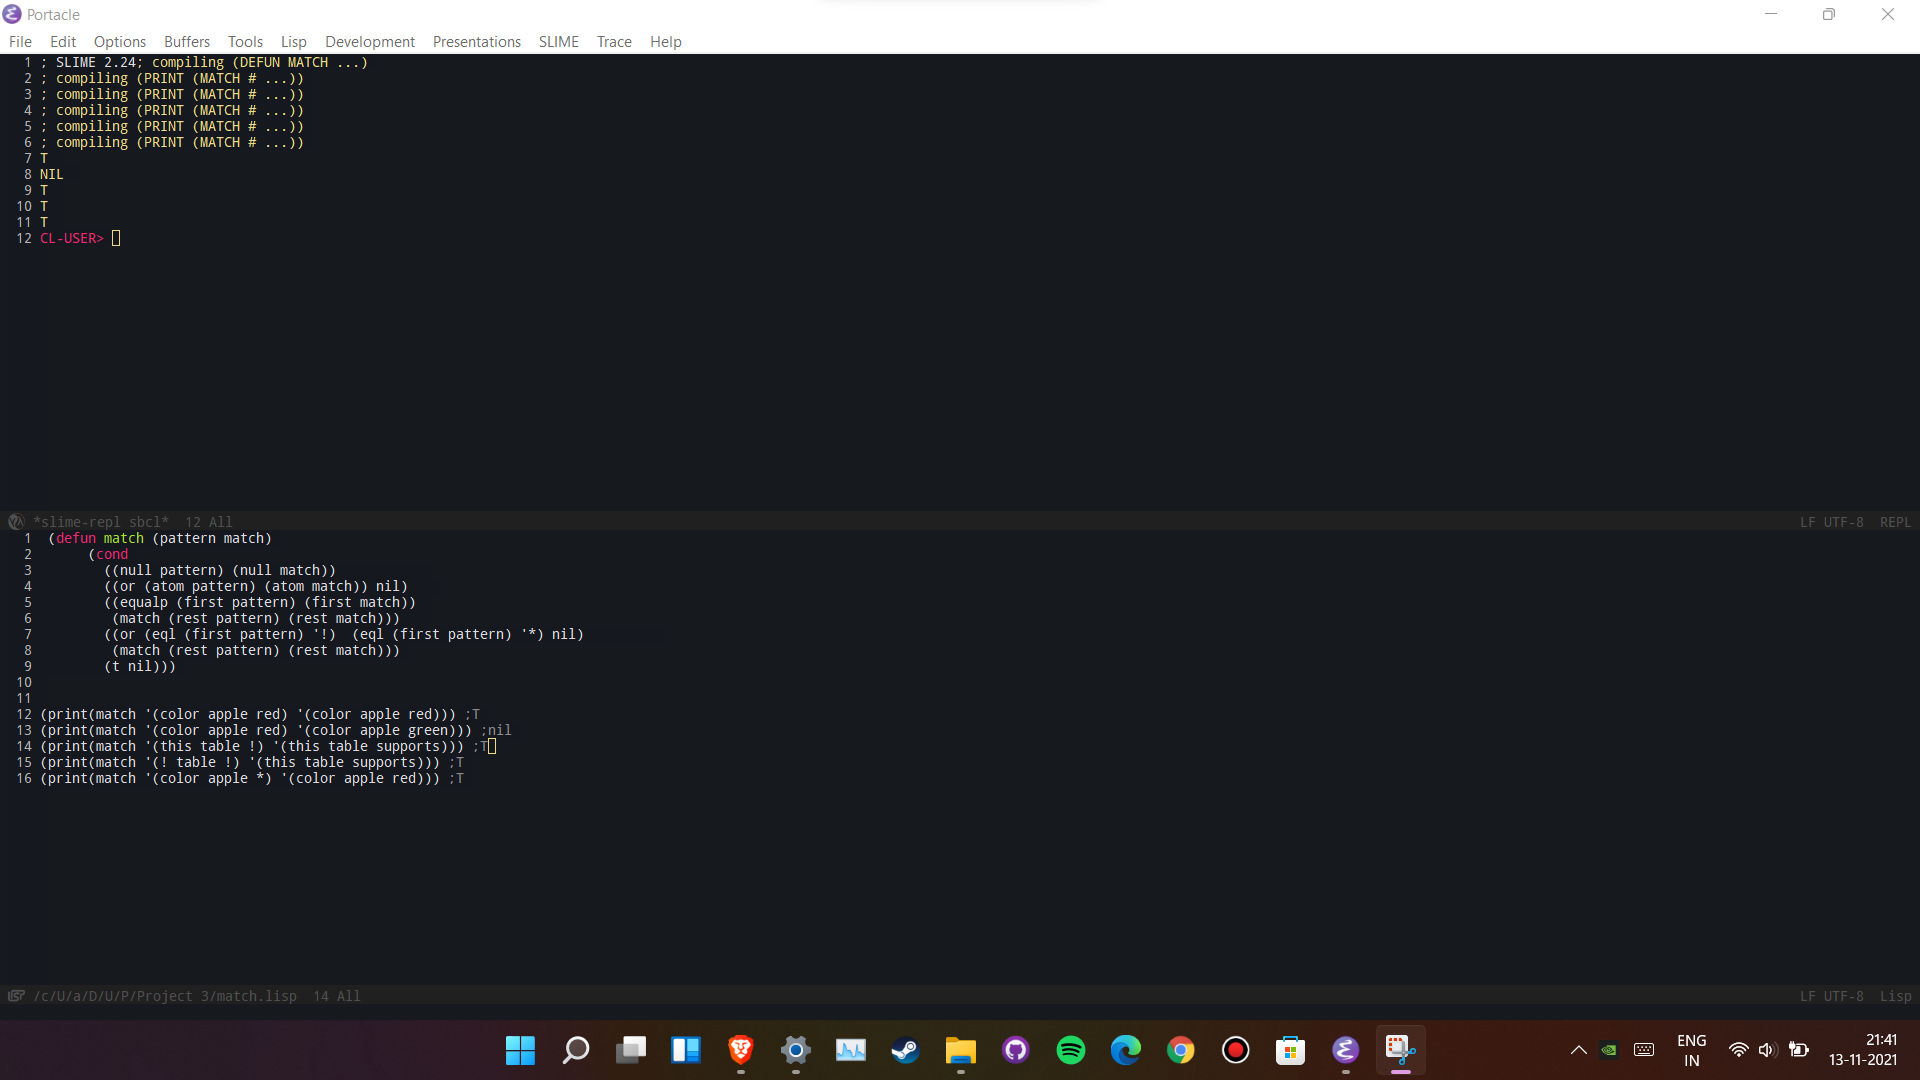 Portacle
File Edit Options Buffers Tools Lisp Development Presentations SLIME Trace Help
1 ; SLIME 2.24; compiling (DEFUN MATCH ...)
2 ; compiling (PRINT (MATCH # ...))
3 ; compiling (PRINT (MATCH # ...))
4 ; compiling (PRINT (MATCH # ...))
5 ; compiling (PRINT (MATCH # ...))
6 ; compiling (PRINT (MATCH # ...))
7 T
8 NIL
9 T
10 T
11 T
12 CL-USER>
*slime-repl sbcl* 12 All LF UTF-8 REPL
1 (defun match (pattern match)
2 (cond
3 ((null pattern) (null match))
4 ((or (atom pattern) (atom match)) nil)
5 ((equalp (first pattern) (first match))
6 (match (rest pattern) (rest match)))
7 ((or (eql (first pattern) '!) (eql (first pattern) '*) nil)
8 (match (rest pattern) (rest match)))
9 (t nil)))
10
11
12 (print(match '(color apple red) '(color apple red))) ;T
13 (print(match '(color apple red) '(color apple green))) ;nil
14 (print(match '(this table !) '(this table supports))) ;T
15 (print(match '(! table !) '(this table supports))) ;T
16 (print(match '(color apple *) '(color apple red))) ;T
/c/U/a/D/U/P/Project 3/match.lisp 14 All LF UTF-8 Lisp
ENG
IN
21:41
13-11-2021